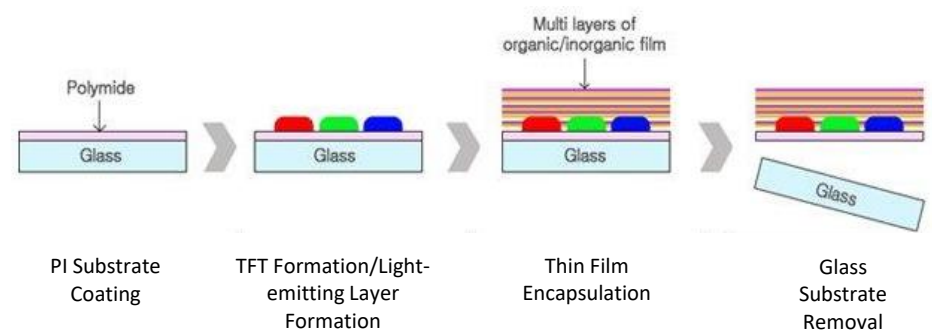 Multi layers of
organic/inorganic film
Polymide
Glass
Glass
Glass
Glass
PI Substrate
Coating
TFT Formation/Light-
emitting Layer
Formation
Thin Film
Encapsulation
Glass
Substrate
Removal